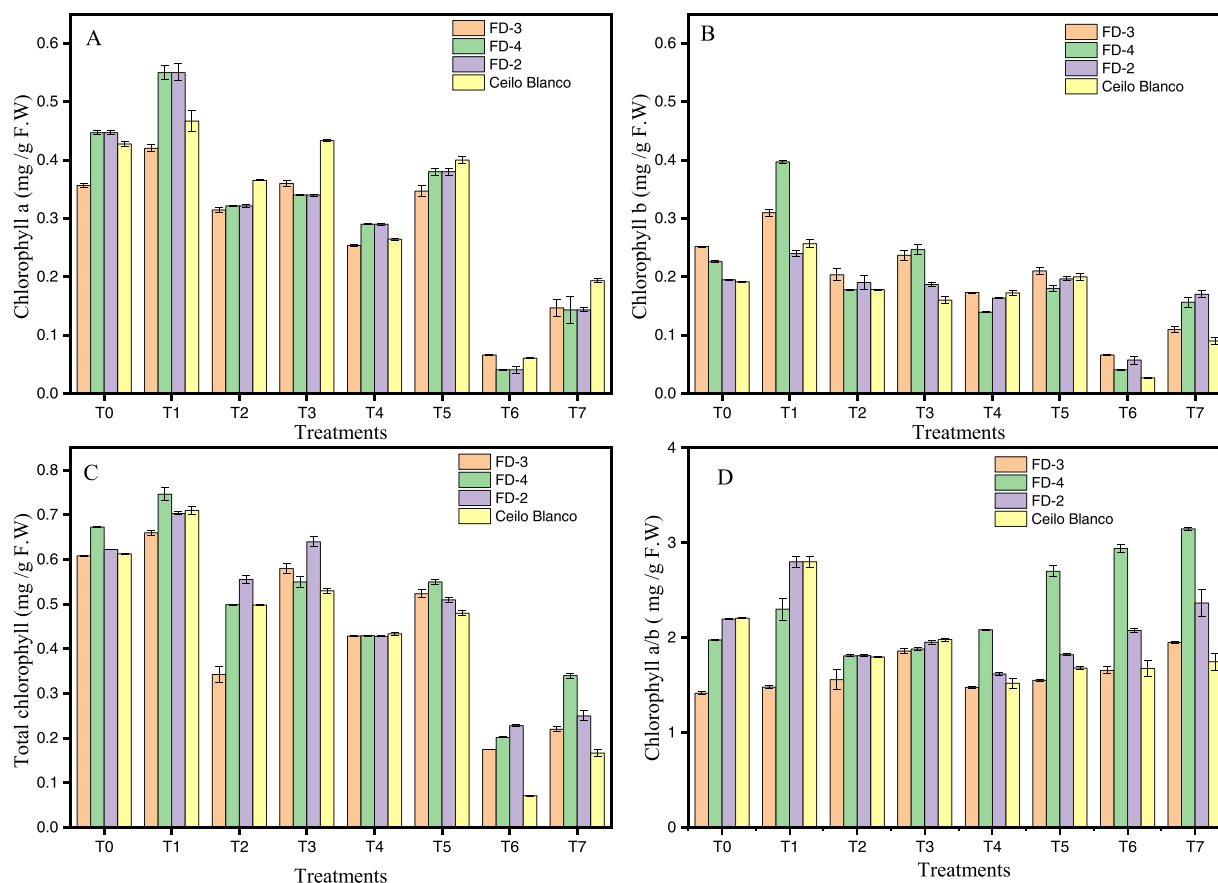 A
FD-3
FD-4
FD-2
Ceilo Blanco
Chlorophyll a (mg /g F.W)
0.6
0.5
0.4
0.3
0.2
0.1
0.0
T0 T1 T2 T3 T4 T5 T6 T7
Treatments
B
FD-3
FD-4
FD-2
Ceilo Blanco
Chlorophyll b (mg /g F.W)
0.6
0.5
0.4
0.3
0.2
0.1
0.0
T0 T1 T2 T3 T4 T5 T6 T7
Treatments
C
FD-3
FD-4
FD-2
Ceilo Blanco
Total chlorophyll (mg /g F.W)
0.8
0.7
0.6
0.5
0.4
0.3
0.2
0.1
0.0
T0 T1 T2 T3 T4 T5 T6 T7
Treatments
D
FD-3
FD-4
FD-2
Ceilo Blanco
Chlorophyll a/b ( mg /g F.W)
4
3
2
1
0
T0 T1 T2 T3 T4 T5 T6 T7
Treatments